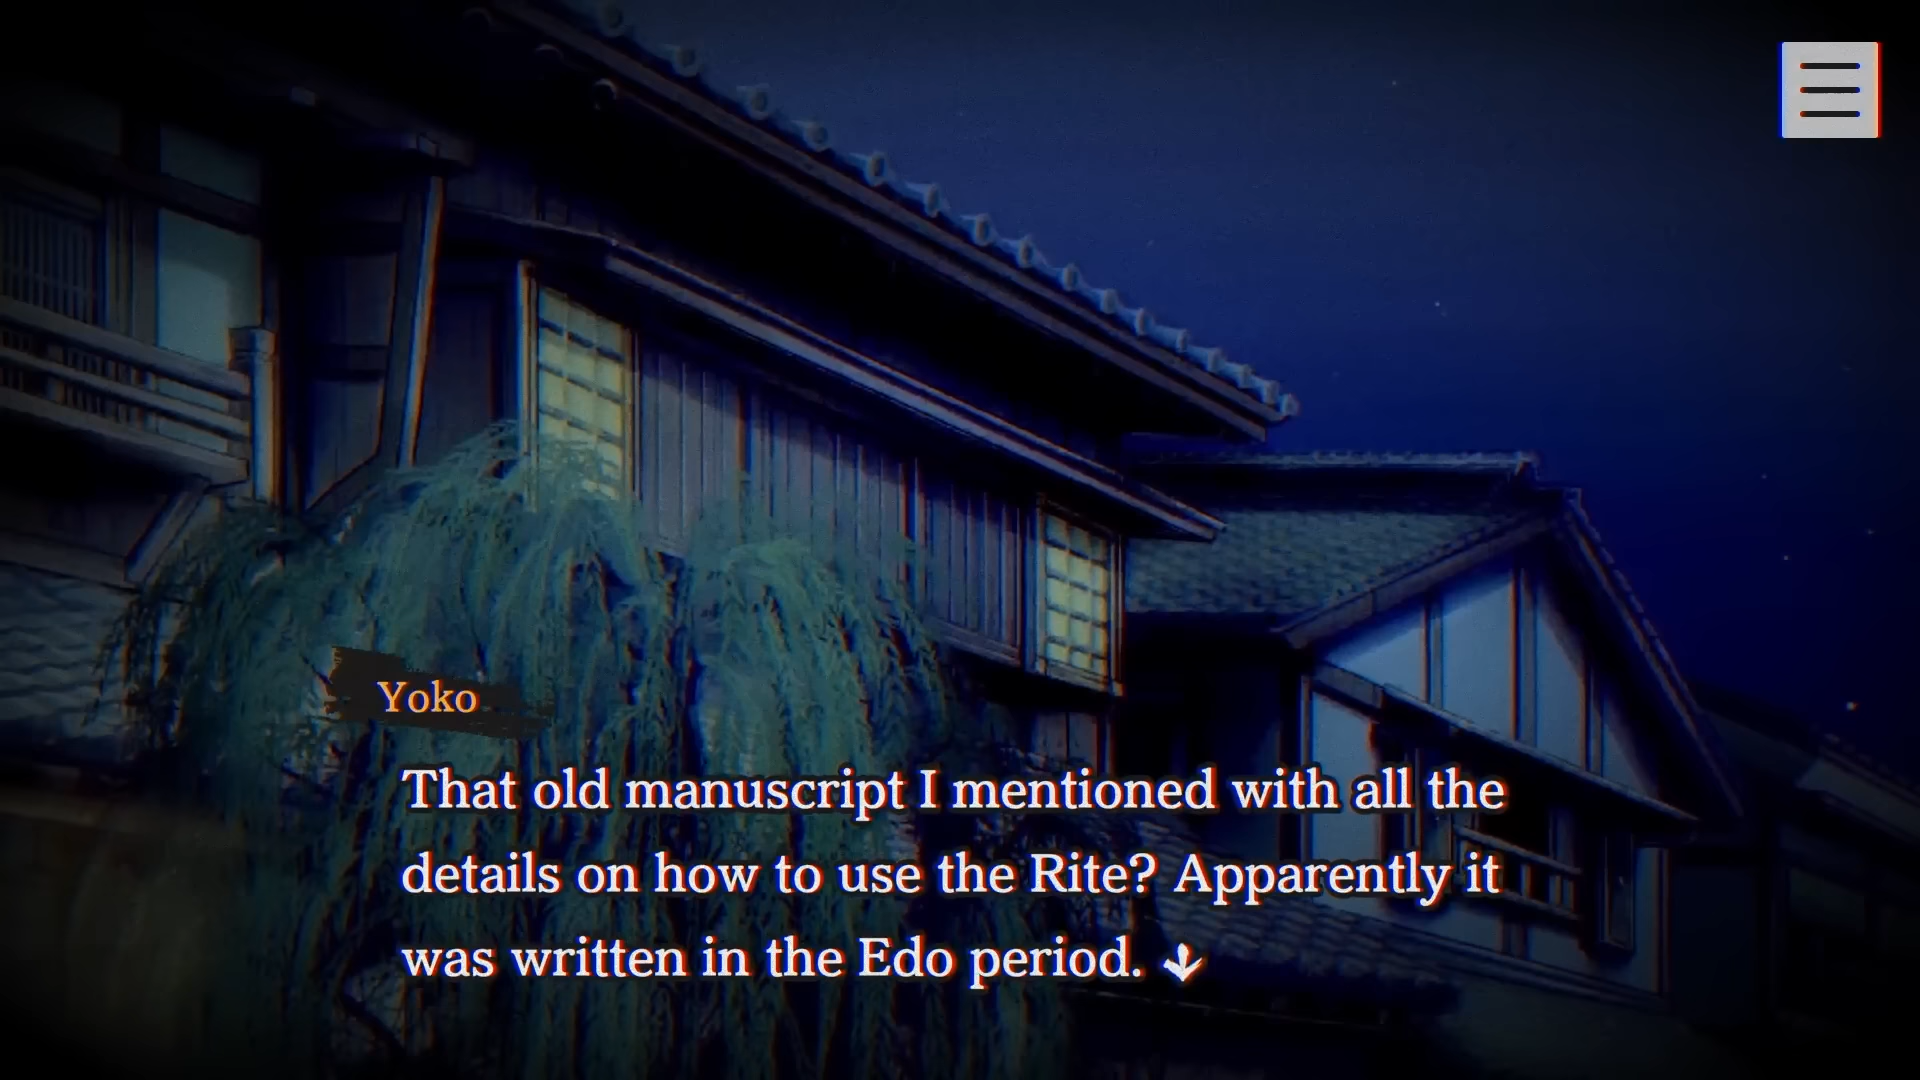 Yoko
That old manuscript I mentioned with all the
details on how to use the Rite? Apparently it
was written in the Edo period.